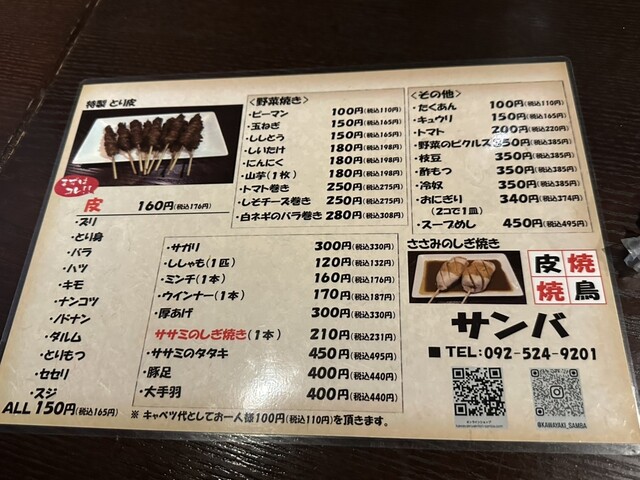 特製 とり皮
まずは
コレ!!
皮 160円(税込176円)
・ズリ
・とり身
・バラ
・ハツ
・キモ
・ナンコツ
・ノドナン
・ダルム
・とりもつ
・セセリ
・スジ
ALL 150円(税込165円)
〈野菜焼き〉
・ピーマン 100円(税込110円)
・玉ねぎ 150円(税込165円)
・ししとう 150円(税込165円)
・しいたけ 180円(税込198円)
・にんにく 180円(税込198円)
・山芋(1枚) 180円(税込198円)
・トマト巻き 250円(税込275円)
・しそチーズ巻き 250円(税込275円)
・白ネギのバラ巻き 280円(税込308円)
・サガリ 300円(税込330円)
・ししゃも(1匹) 120円(税込132円)
・ミンチ(1本) 160円(税込176円)
・ウインナー(1本) 170円(税込187円)
・厚あげ 300円(税込330円)
ササミのしぎ焼き(1本) 210円(税込231円)
・ササミのタタキ 450円(税込495円)
・豚足 400円(税込440円)
・大手羽 400円(税込440円)
※ キャベツ代としてお一人様100円(税込110円)を頂きます。
〈その他〉
・たくあん 100円(税込110円)
・キュウリ 150円(税込165円)
・トマト 200円(税込220円)
・野菜のピクルス 350円(税込385円)
・枝豆 350円(税込385円)
・酢もつ 350円(税込385円)
・冷奴 350円(税込385円)
・おにぎり 340円(税込374円)
(2コで1皿)
・スープめし 450円(税込495円)
ささみのしぎ焼き
皮焼
焼鳥
サンバ
■ TEL:092-524-9201
オンラインショップ
@KAWAYAKI_SAMBA